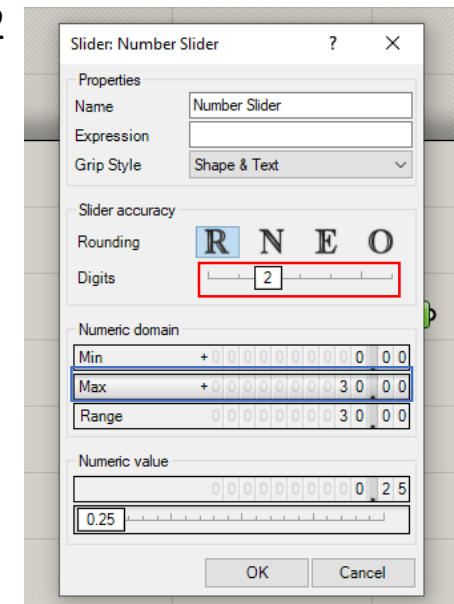 2
Slider: Number Slider ? ×
Properties
Name Number Slider
Expression
Grip Style Shape & Text
Slider accuracy
Rounding R N E O
Digits 2
Numeric domain
Min + 0 0 0 0 0 0 0 0 0 0 . 0 0
Max + 0 0 0 0 0 0 0 0 3 0 . 0 0
Range 0 0 0 0 0 0 0 0 3 0 . 0 0
Numeric value
0 0 0 0 0 0 0 0 0 0 . 2 5
0.25
OK Cancel